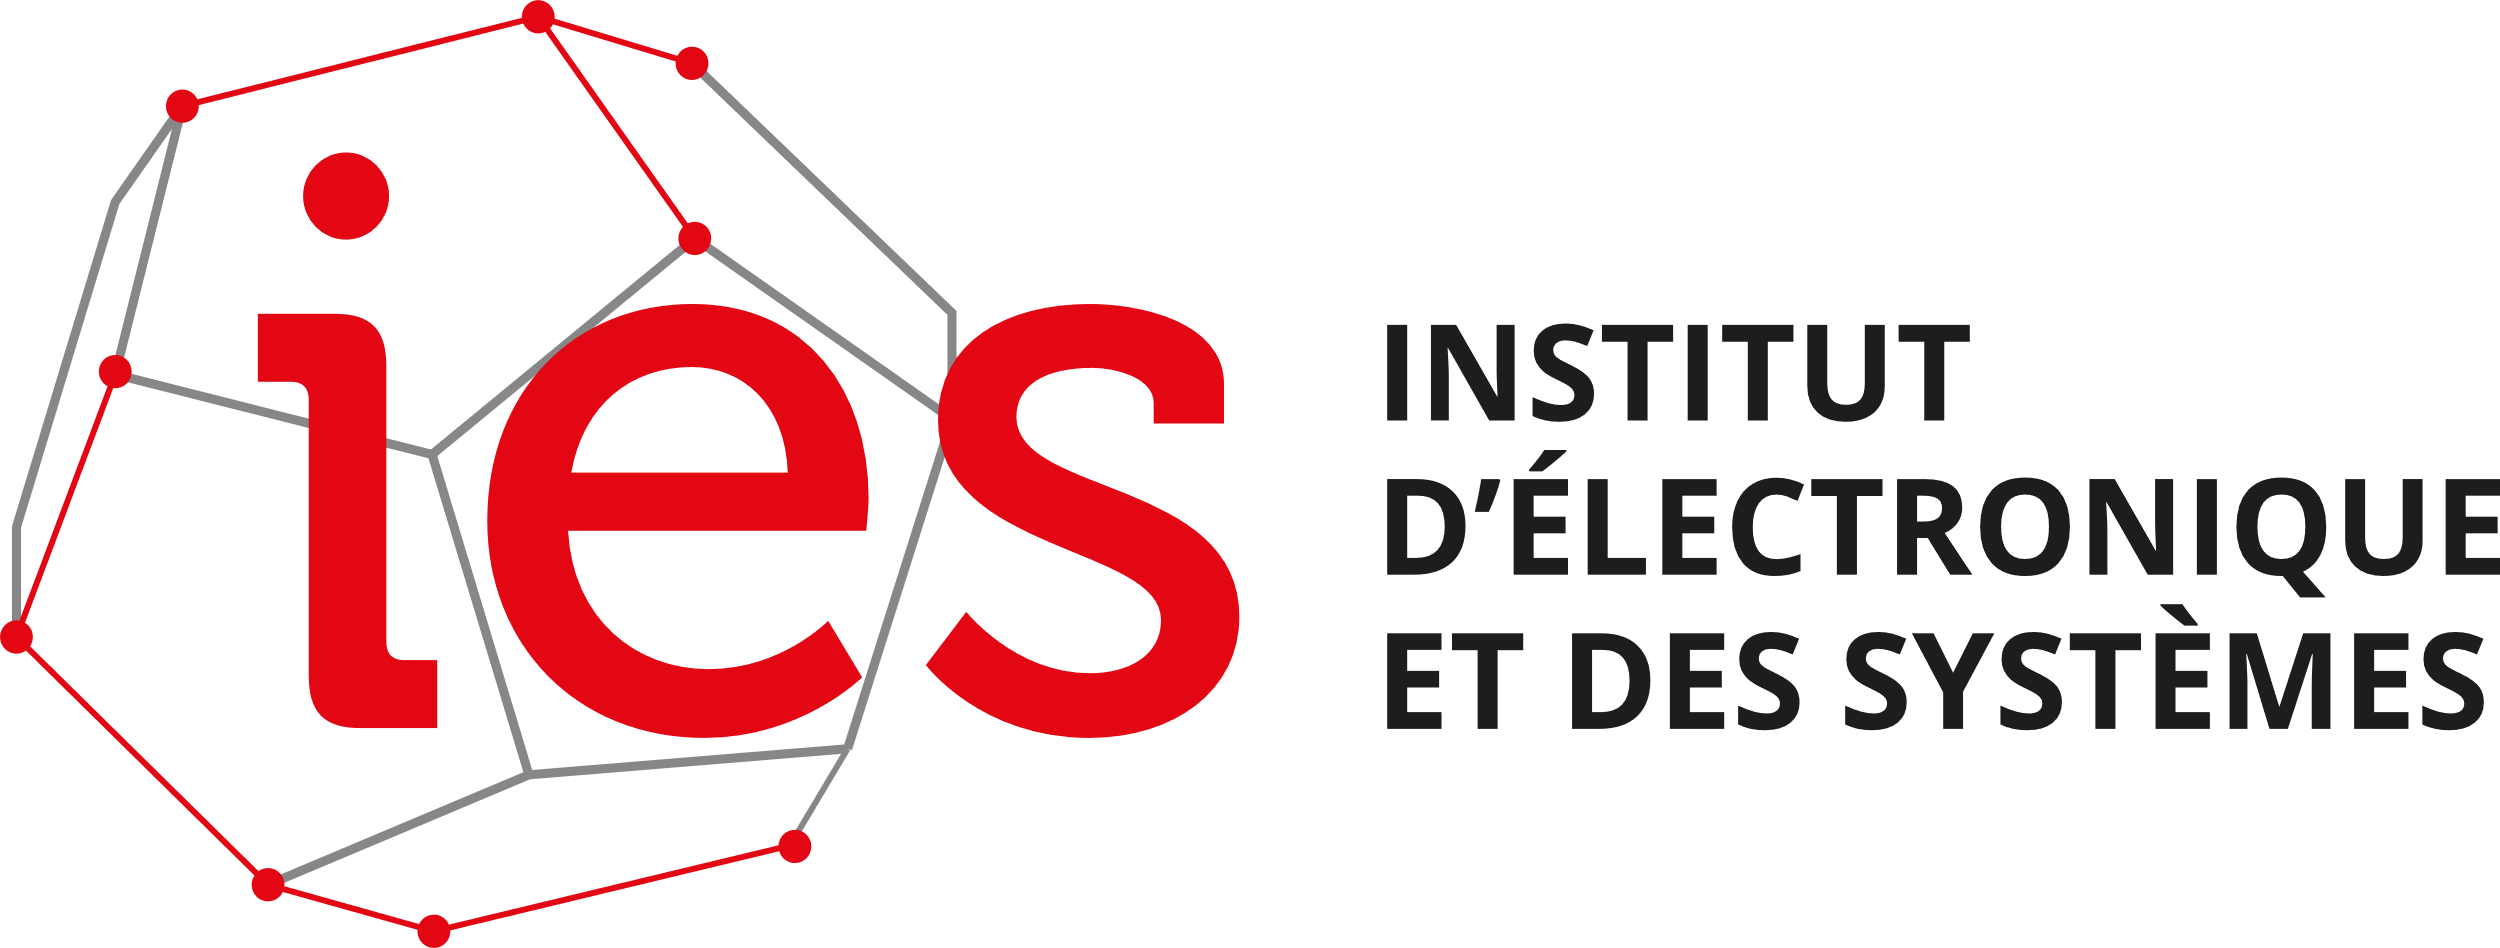 ies
INSTITUT
D’ÉLECTRONIQUE
ET DES SYSTÈMES